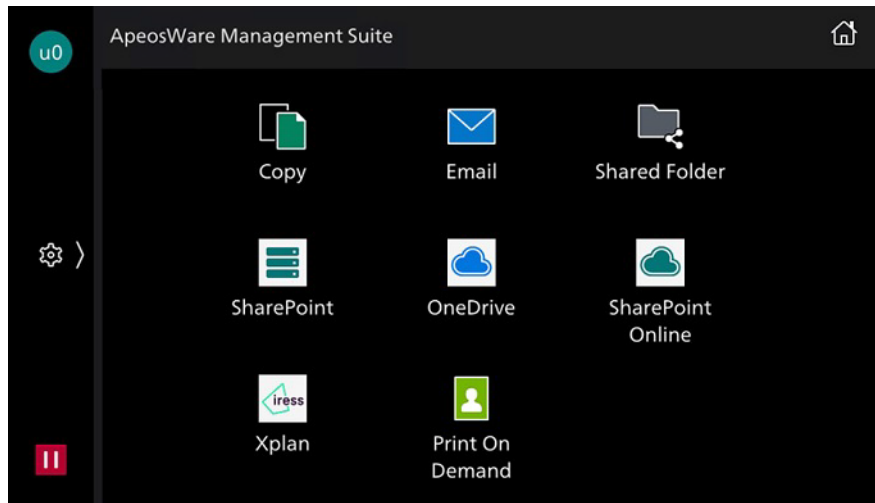 u0
ApeosWare Management Suite
Copy
Email
Shared Folder
SharePoint
OneDrive
SharePoint
Online
iress
Xplan
Print On
Demand